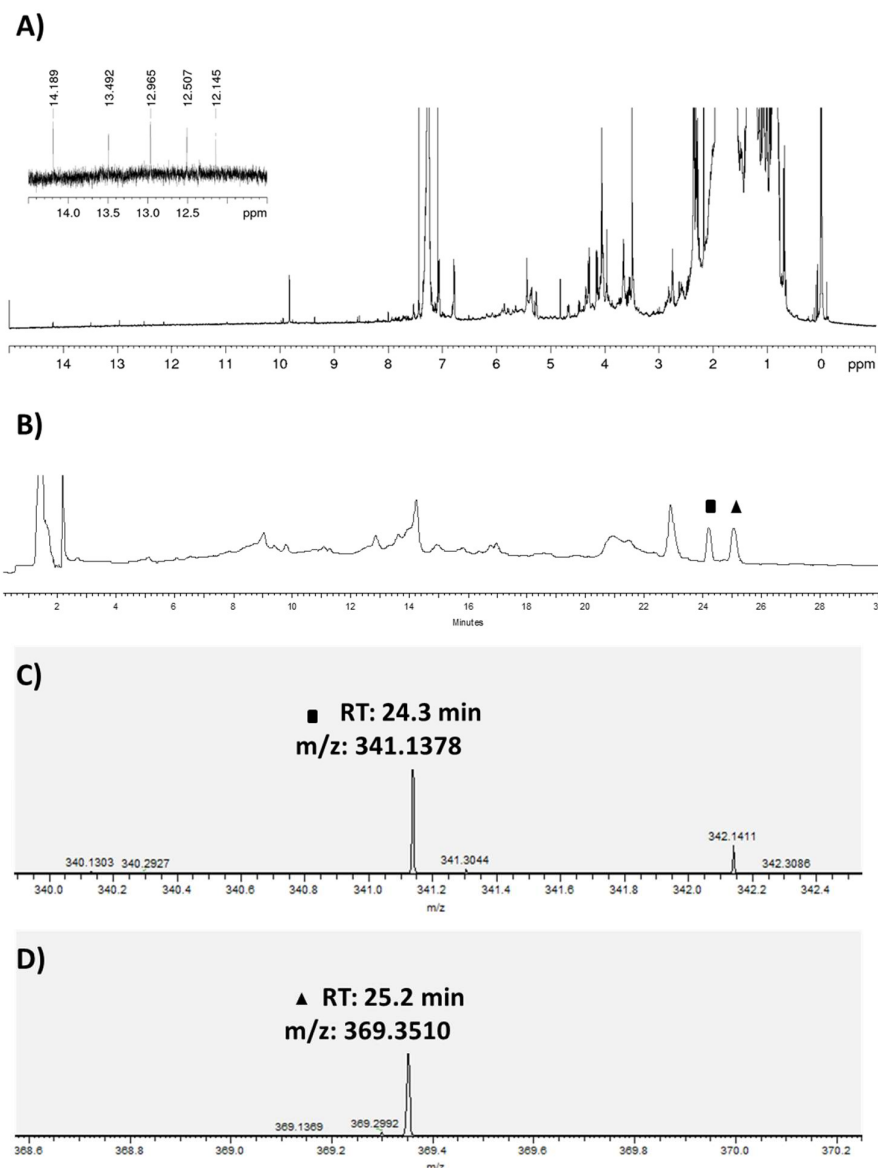 A)
14.189
13.492
12.965
12.507
12.145
14.0 13.5 13.0 12.5 ppm
14 13 12 11 10 9 8 7 6 5 4 3 2 1 0 ppm
B)
2 4 6 8 10 12 14 16 18 20 22 24 26 28 3
Minutes
C)
RT: 24.3 min
m/z: 341.1378
340.1303 340.2927 341.3044 342.1411 342.3086
340.0 340.2 340.4 340.6 340.8 341.0 341.2 341.4 341.6 341.8 342.0 342.2 342.4
m/z
D)
RT: 25.2 min
m/z: 369.3510
369.1369 369.2992
368.6 368.8 369.0 369.2 369.4 369.6 369.8 370.0 370.2
m/z